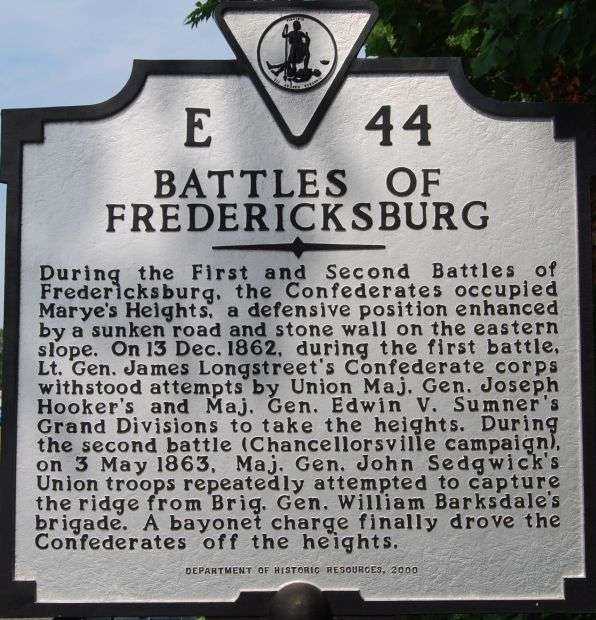 E 44
BATTLES OF
FREDERICKSBURG
During the First and Second Battles of
Fredericksburg, the Confederates occupied
Marye's Heights, a defensive position enhanced
by a sunken road and stone wall on the eastern
slope. On 13 Dec. 1862, during the first battle,
Lt. Gen. James Longstreet's Confederate corps
withstood attempts by Union Maj. Gen. Joseph
Hooker's and Maj. Gen. Edwin V. Sumner's
Grand Divisions to take the heights. During
the second battle (Chancellorsville campaign),
on 3 May 1863, Maj. Gen. John Sedgwick's
Union troops repeatedly attempted to capture
the ridge from Brig. Gen. William Barksdale's
brigade. A bayonet charge finally drove the
Confederates off the heights.
DEPARTMENT OF HISTORIC RESOURCES, 2000